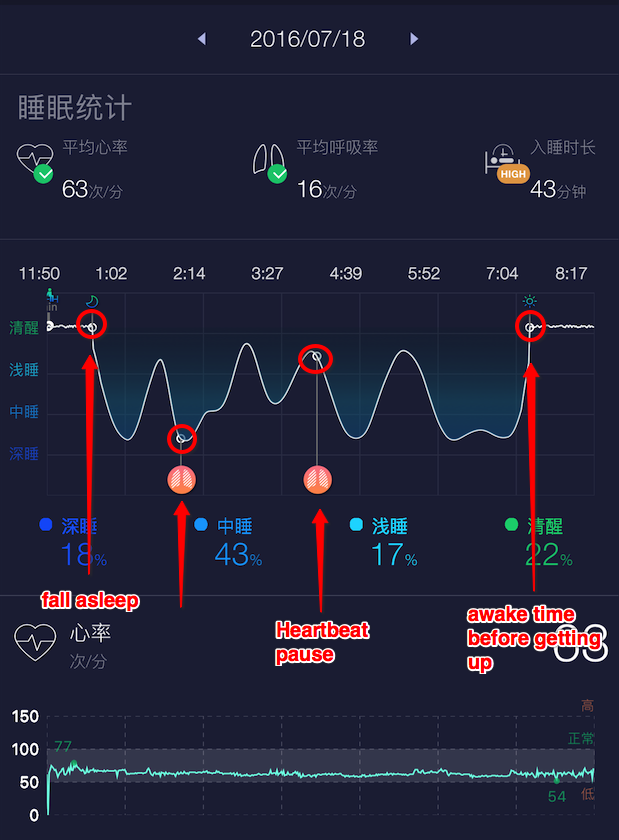 2016/07/18
睡眠统计
平均心率
63次/分
平均呼吸率
16次/分
入睡时长
HIGH
43分钟
11:50 1:02 2:14 3:27 4:39 5:52 7:04 8:17
in
清醒
浅睡
中睡
深睡
深睡 中睡 浅睡 清醒
18% 43% 17% 22%
fall asleep
Heartbeat
pause
awake time
before getting
up
心率
次/分
63
高
150
正常
100
77
50
低
54
0